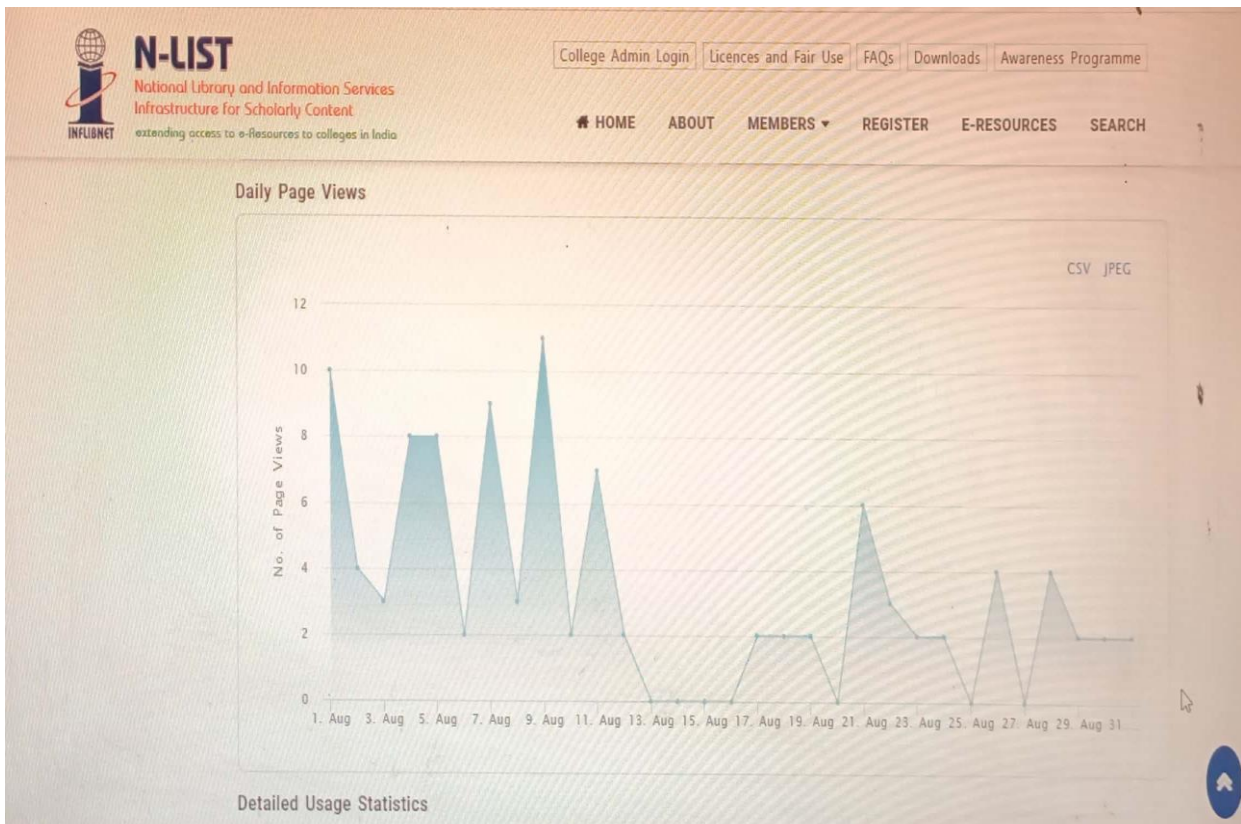 N-LIST
National Library and Information Services
Infrastructure for Scholarly Content
extending access to e-Resources to colleges in India
INFLIBNET
College Admin Login Licences and Fair Use FAQs Downloads Awareness Programme
HOME ABOUT MEMBERS REGISTER E-RESOURCES SEARCH
Daily Page Views
CSV JPEG
No. of Page Views
12
10
8
6
4
2
0
1. Aug 3. Aug 5. Aug 7. Aug 9. Aug 11. Aug 13. Aug 15. Aug 17. Aug 19. Aug 21. Aug 23. Aug 25. Aug 27. Aug 29. Aug 31.
Detailed Usage Statistics